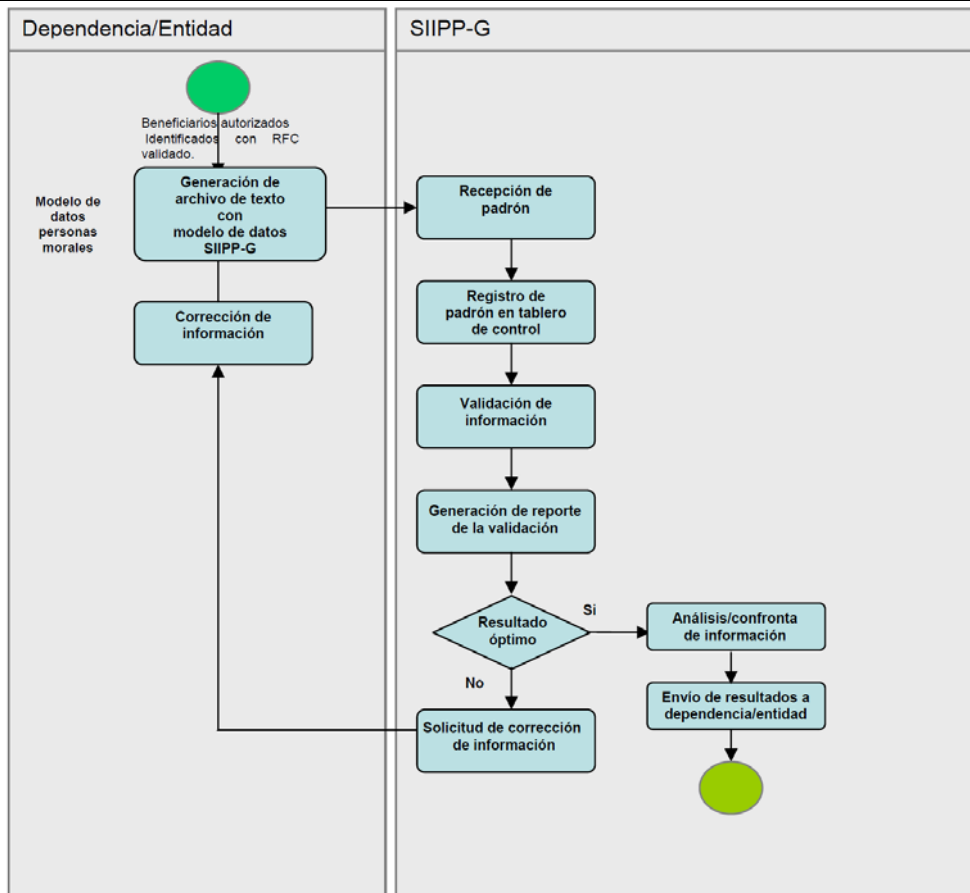 Dependencia/Entidad
SIIPP-G
Beneficiarios autorizados
Identificados con RFC
validado.
Modelo de
datos
personas
morales
Generación de
archivo de texto
con
modelo de datos
SIIPP-G
Corrección de
información
Recepción de
padrón
Registro de
padrón en tablero
de control
Validación de
información
Generación de reporte
de la validación
Resultado
óptimo
Si
No
Análisis/confronta
de información
Envío de resultados a
dependencia/entidad
Solicitud de corrección
de información